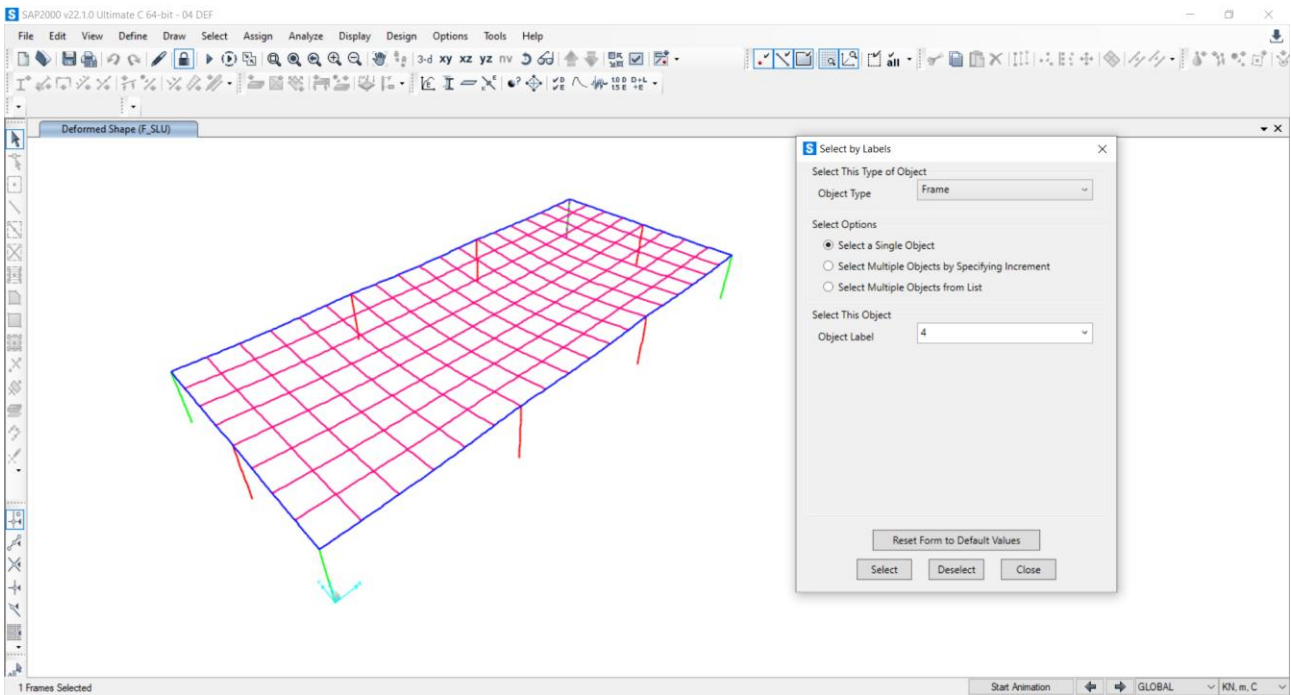 SAP2000 v22.1.0 Ultimate C 64-bit - 04 DEF
File Edit View Define Draw Select Assign Analyze Display Design Options Tools Help
3-d xy xz yz nv
all
Deformed Shape (F_SLU)
Select by Labels
Select This Type of Object
Object Type Frame
Select Options
Select a Single Object
Select Multiple Objects by Specifying Increment
Select Multiple Objects from List
Select This Object
Object Label 4
Reset Form to Default Values
Select Deselect Close
1 Frames Selected Start Animation GLOBAL KN, m, C